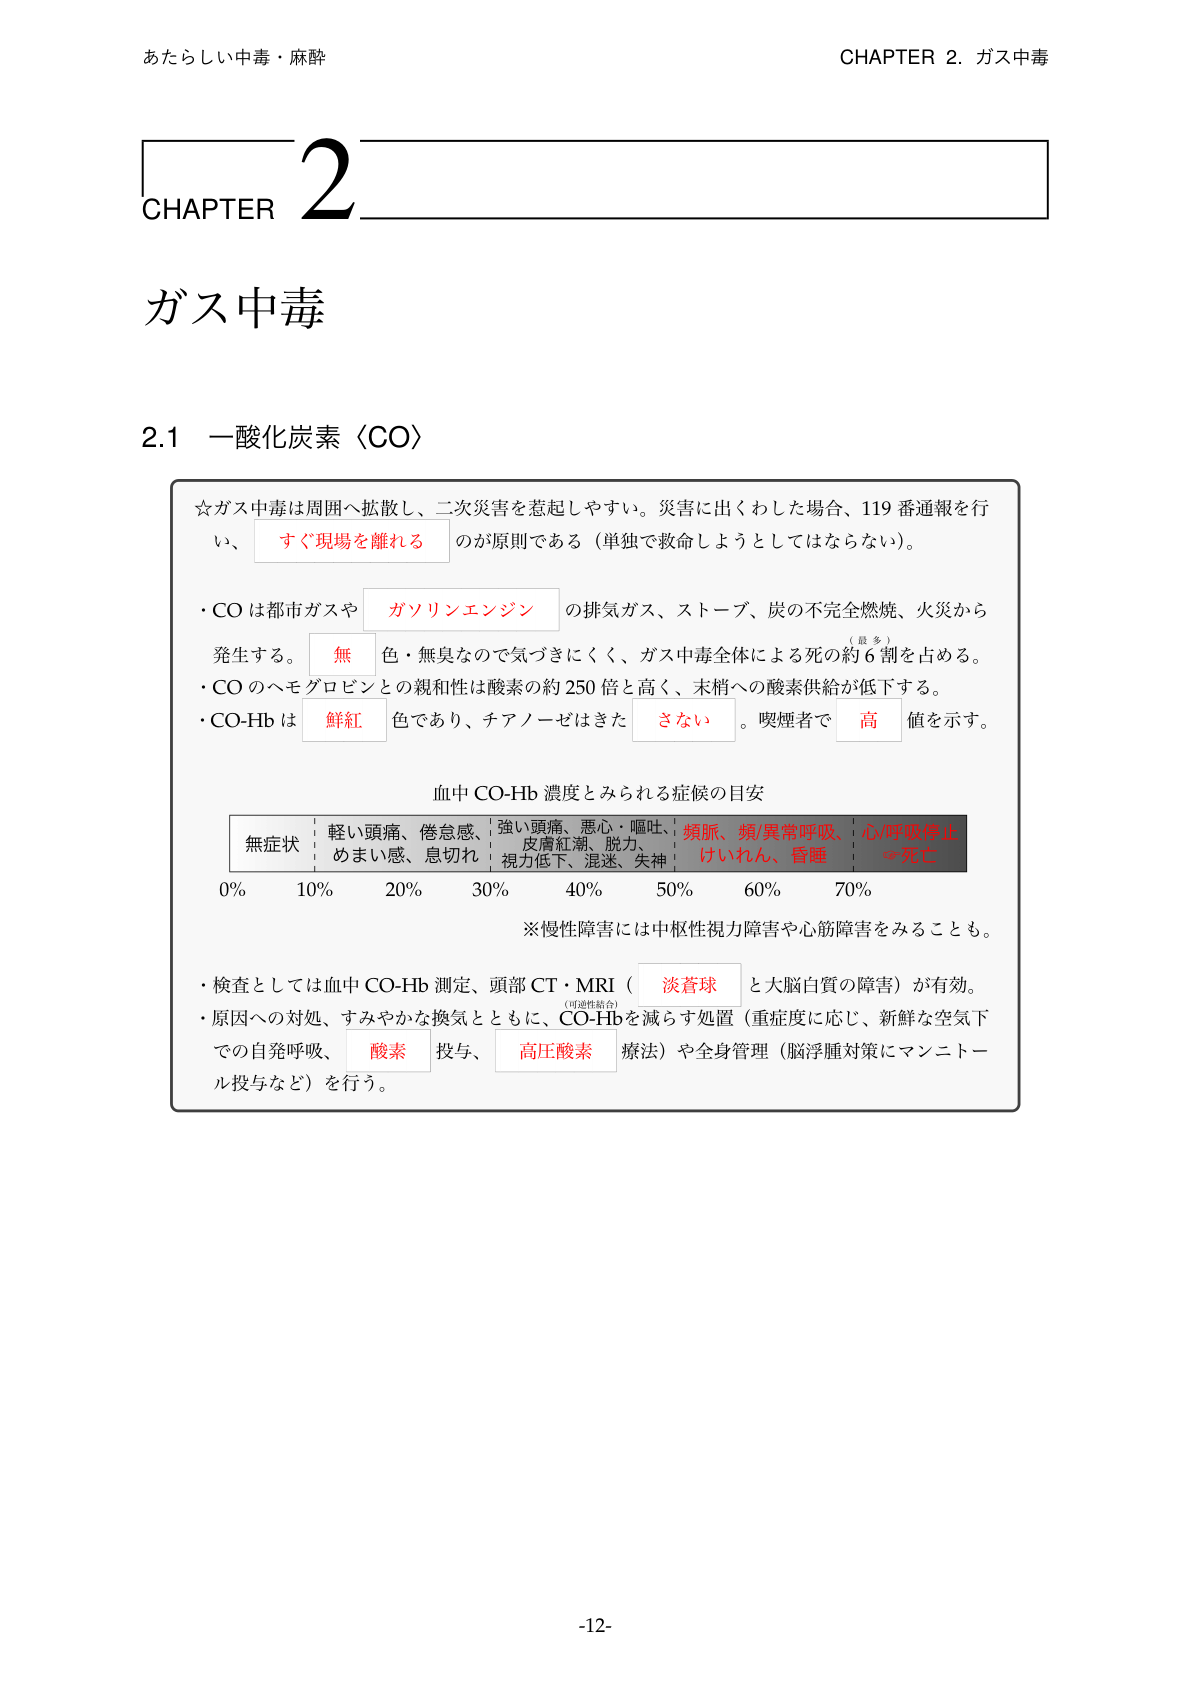 あたらしい中毒・麻酔 CHAPTER 2. ガス中毒
CHAPTER 2
ガス中毒
2.1 一酸化炭素〈CO〉
☆ガス中毒は周囲へ拡散し、二次災害を惹起しやすい。災害に出くわした場合、119 番通報を行
い、 すぐ現場を離れる のが原則である（単独で救命しようとしてはならない）。
・CO は都市ガスや ガソリンエンジン の排気ガス、ストーブ、炭の不完全燃焼、火災から
（最多）
発生する。 無 色・無臭なので気づきにくく、ガス中毒全体による死の約 6 割を占める。
・CO のヘモグロビンとの親和性は酸素の約 250 倍と高く、末梢への酸素供給が低下する。
・CO-Hb は 鮮紅 色であり、チアノーゼはきた さない 。喫煙者で 高 値を示す。
血中 CO-Hb 濃度とみられる症候の目安
無症状
軽い頭痛、倦怠感、
めまい感、息切れ
強い頭痛、悪心・嘔吐、
皮膚紅潮、脱力、
視力低下、混迷、失神
頻脈、頻/異常呼吸、
けいれん、昏睡
心/呼吸停止
☞死亡
0% 10% 20% 30% 40% 50% 60% 70%
※慢性障害には中枢性視力障害や心筋障害をみることも。
・検査としては血中 CO-Hb 測定、頭部 CT・MRI（ 淡蒼球 と大脳白質の障害）が有効。
（可逆性結合）
・原因への対処、すみやかな換気とともに、CO-Hbを減らす処置（重症度に応じ、新鮮な空気下
での自発呼吸、 酸素 投与、 高圧酸素 療法）や全身管理（脳浮腫対策にマンニトー
ル投与など）を行う。
-12-